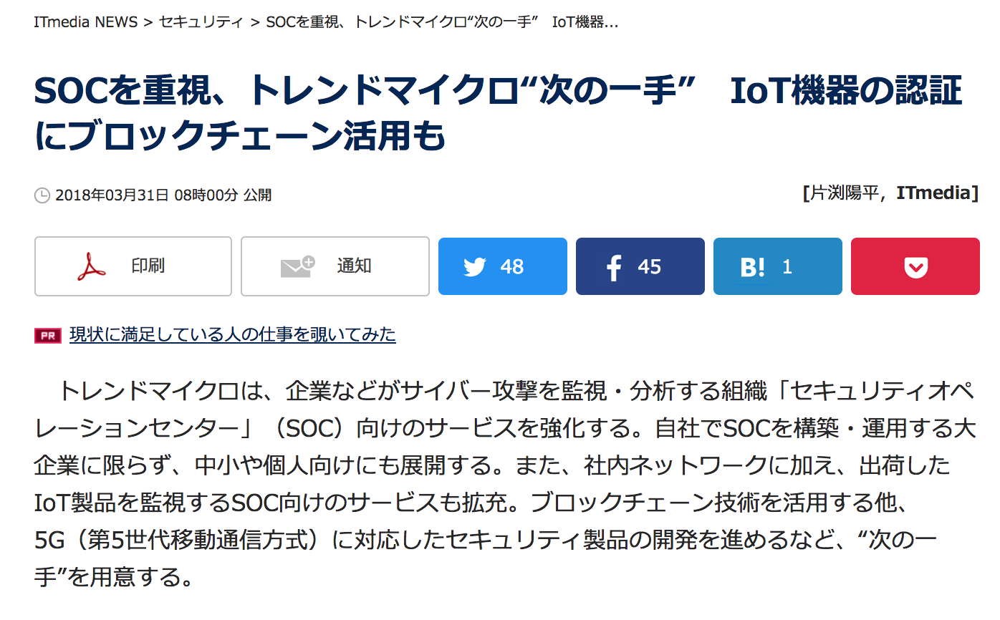 ITmedia NEWS > セキュリティ > SOCを重視、トレンドマイクロ“次の一手” IoT機器...
SOCを重視、トレンドマイクロ“次の一手”　IoT機器の認証
にブロックチェーン活用も
2018年03月31日 08時00分 公開
[片渕陽平，ITmedia]
印刷
通知
48
45
B! 1
PR 現状に満足している人の仕事を覗いてみた
　トレンドマイクロは、企業などがサイバー攻撃を監視・分析する組織「セキュリティオペ
レーションセンター」（SOC）向けのサービスを強化する。自社でSOCを構築・運用する大
企業に限らず、中小や個人向けにも展開する。また、社内ネットワークに加え、出荷した
IoT製品を監視するSOC向けのサービスも拡充。ブロックチェーン技術を活用する他、
5G（第5世代移動通信方式）に対応したセキュリティ製品の開発を進めるなど、“次の一
手”を用意する。